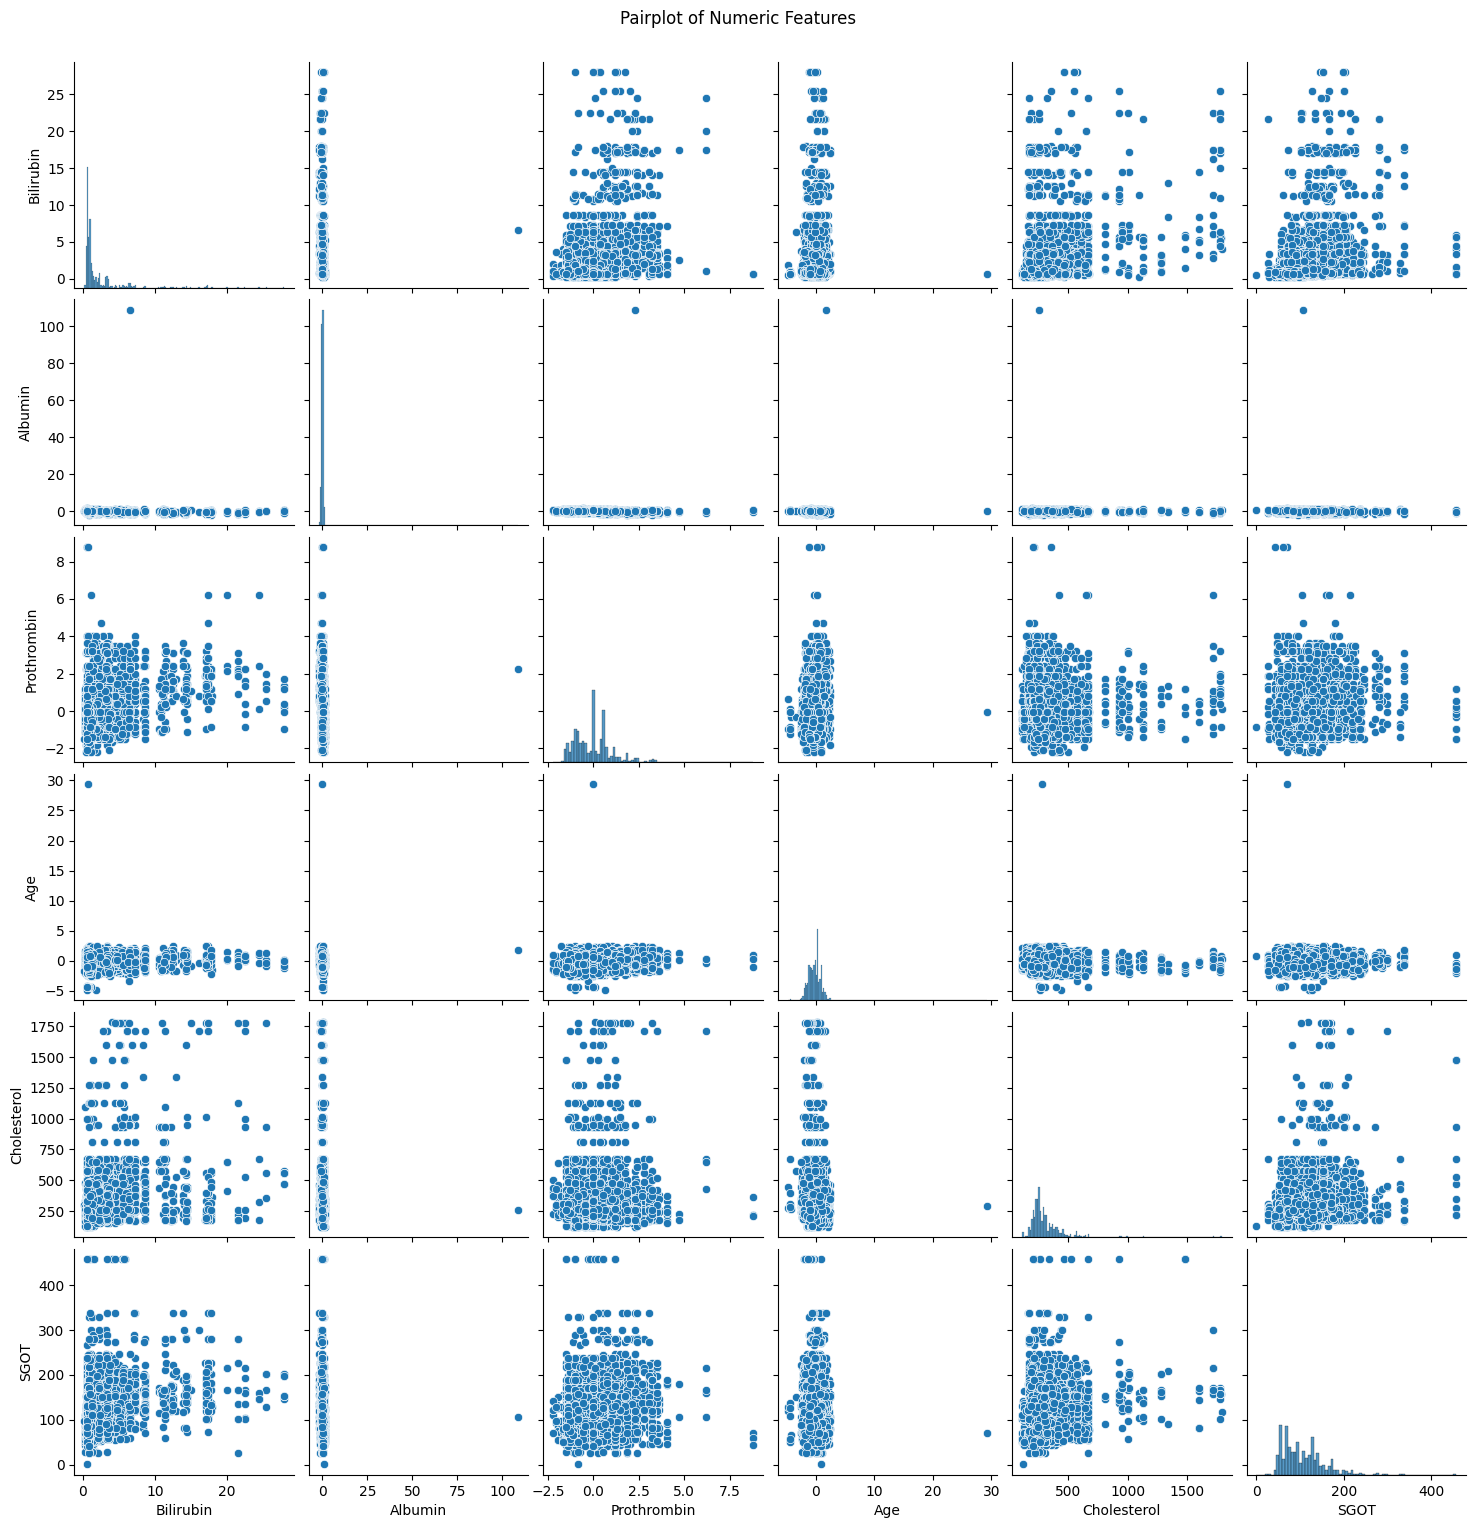 Pairplot of Numeric Features
25
20
15
10
5
0
Bilirubin
100
80
60
40
20
0
Albumin
8
6
4
2
0
−2
Prothrombin
30
25
20
15
10
5
0
−5
Age
1750
1500
1250
1000
750
500
250
Cholesterol
400
300
200
100
0
SGOT
0 10 20
0 25 50 75 100
−2.5 0.0 2.5 5.0 7.5
0 10 20 30
500 1000 1500
0 200 400
Bilirubin Albumin Prothrombin Age Cholesterol SGOT